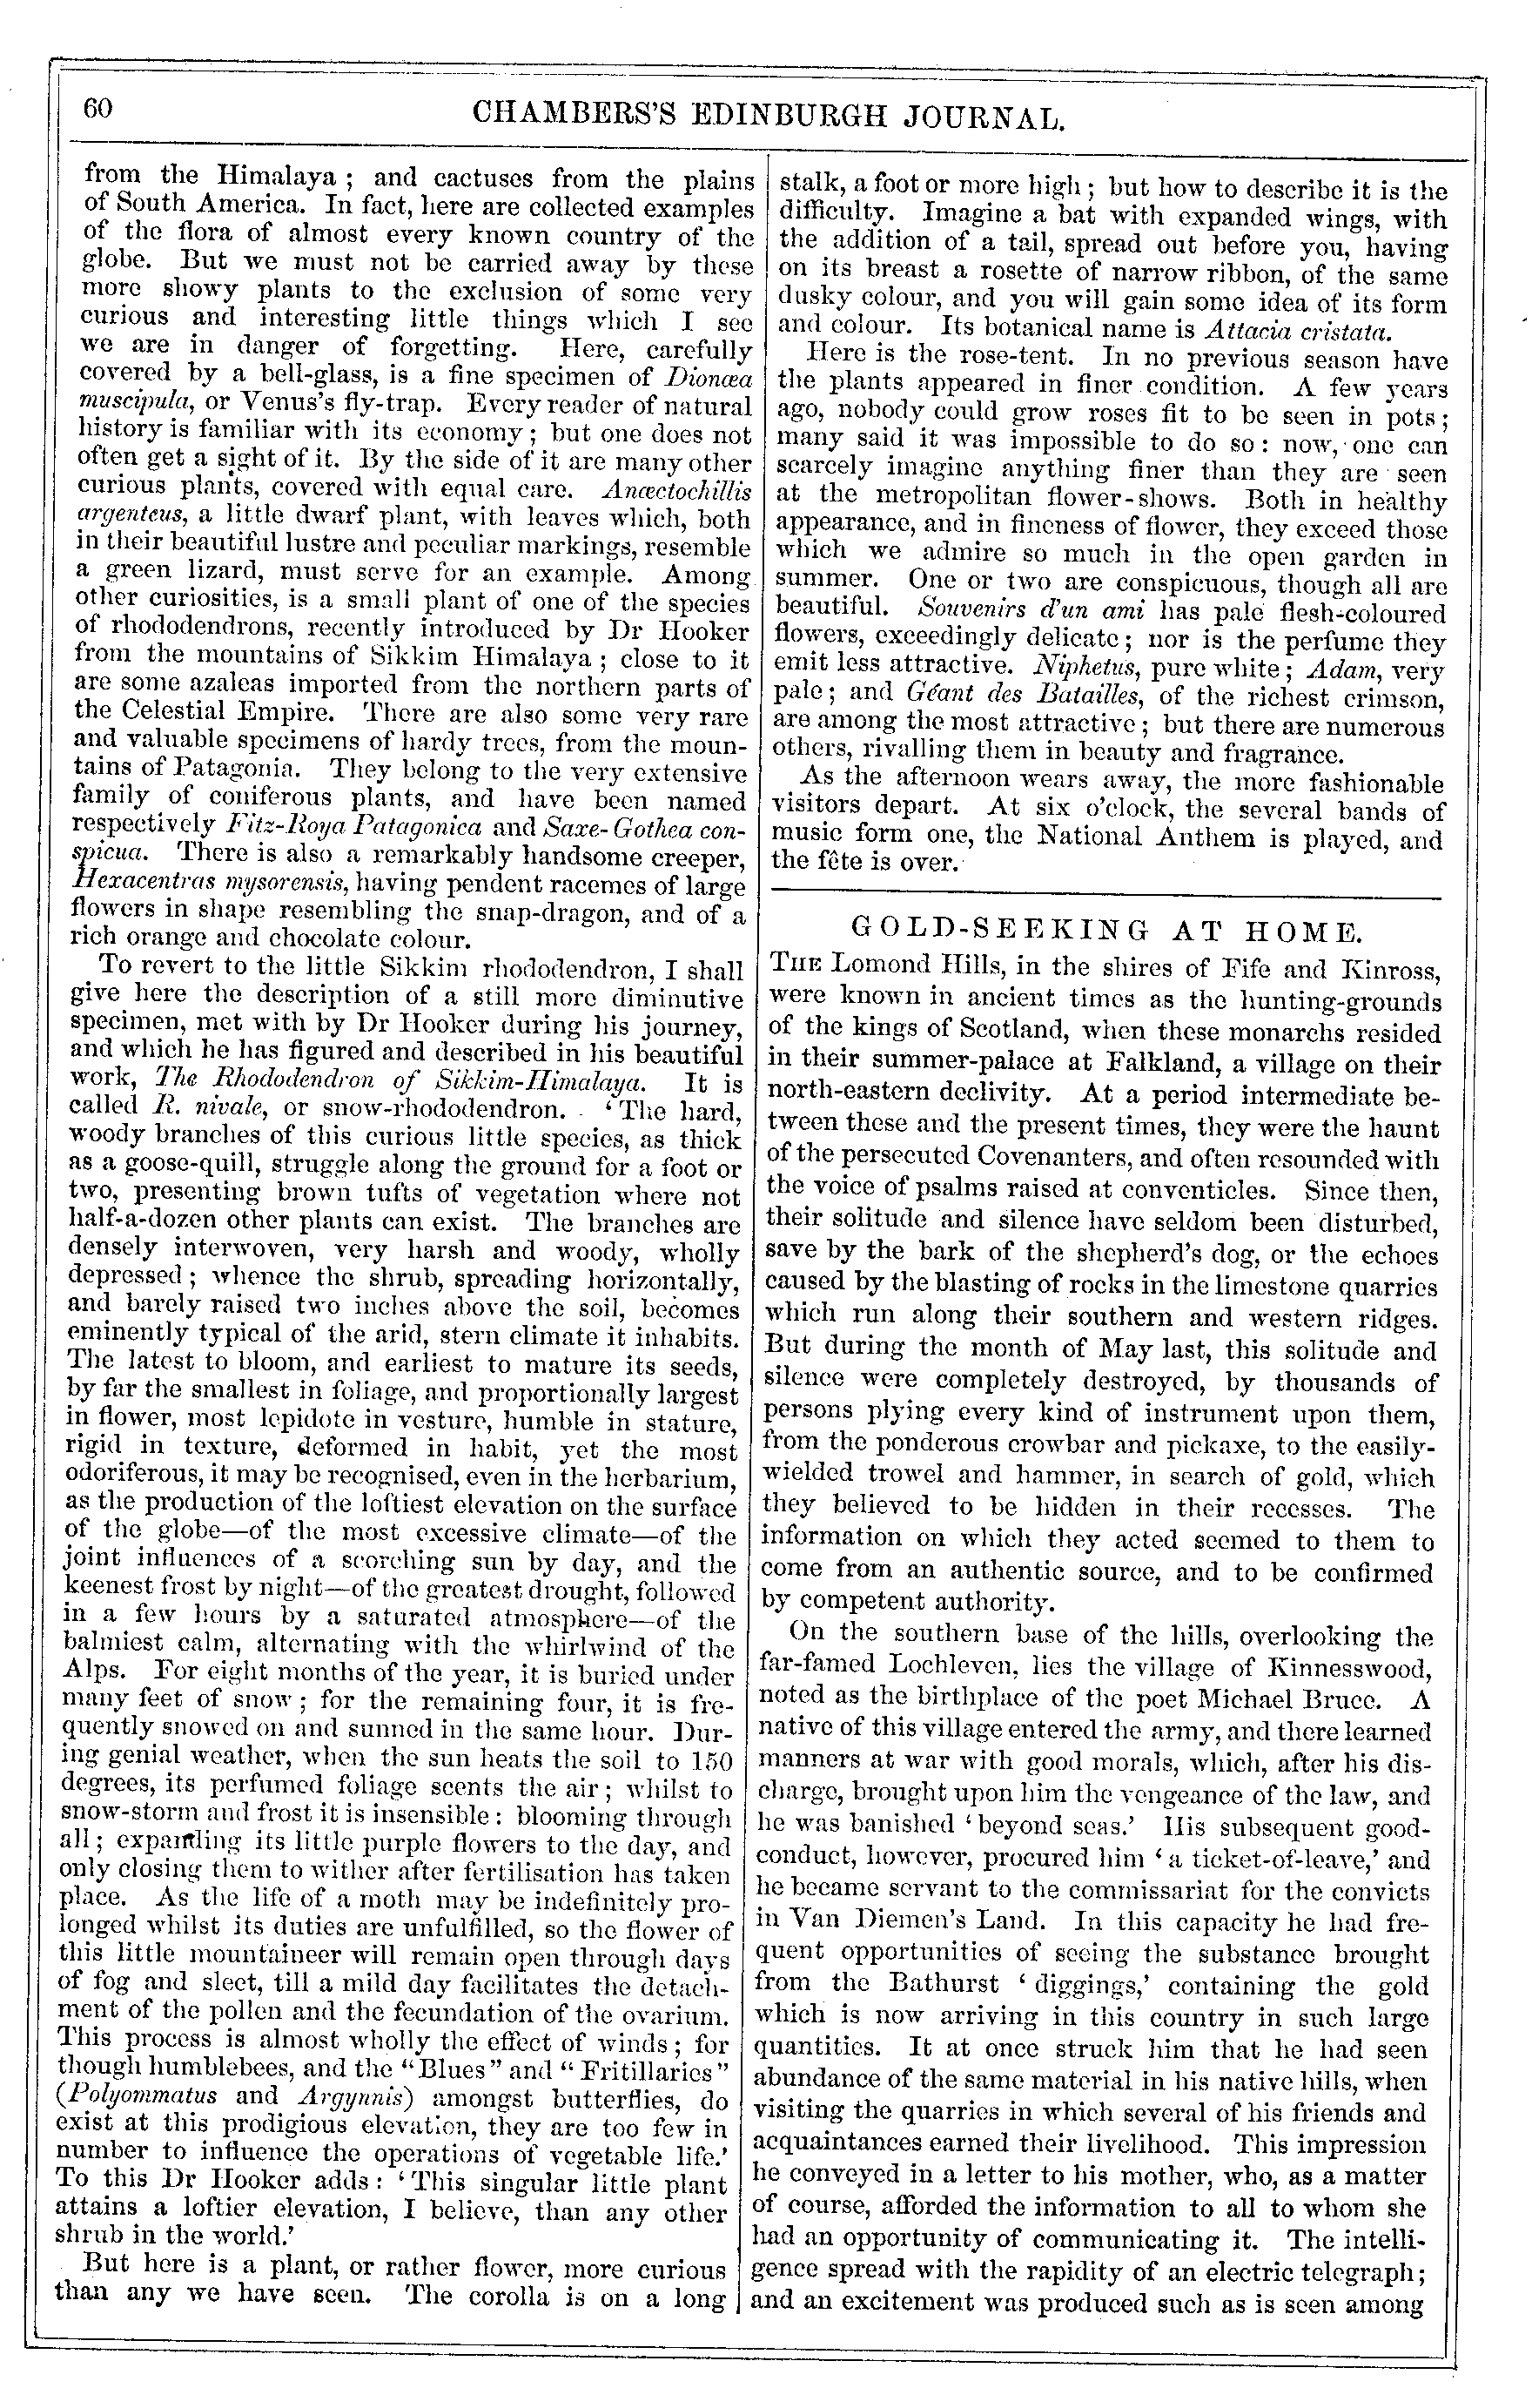 60
CHAMBERS'S EDINBURGH JOURNAL.
from the Himalaya; and cactuses from the plains
of South America. In fact, here are collected examples
of the flora of almost every known country of the
globe. But we must not be carried away by these
more showy plants to the exclusion of some very
curious and interesting little things which I see
we are in danger of forgetting. Here, carefully
covered by a bell-glass, is a fine specimen of Dionæa
muscipula, or Venus's fly-trap. Every reader of natural
history is familiar with its economy; but one does not
often get a sight of it. By the side of it are many other
curious plants, covered with equal care. Anæctochillis
argenteus, a little dwarf plant, with leaves which, both
in their beautiful lustre and peculiar markings, resemble
a green lizard, must serve for an example. Among
other curiosities, is a small plant of one of the species
of rhododendrons, recently introduced by Dr Hooker
from the mountains of Sikkim Himalaya; close to it
are some azaleas imported from the northern parts of
the Celestial Empire. There are also some very rare
and valuable specimens of hardy trees, from the moun-
tains of Patagonia. They belong to the very extensive
family of coniferous plants, and have been named
respectively Fitz-Roya Patagonica and Saxe-Gothea con-
spicua. There is also a remarkably handsome creeper,
Hexacentras mysorensis, having pendent racemes of large
flowers in shape resembling the snap-dragon, and of a
rich orange and chocolate colour.
To revert to the little Sikkim rhododendron, I shall
give here the description of a still more diminutive
specimen, met with by Dr Hooker during his journey,
and which he has figured and described in his beautiful
work, The Rhododendron of Sikkim-Himalaya. It is
called R. nivale, or snow-rhododendron. 'The hard,
woody branches of this curious little species, as thick
as a goose-quill, struggle along the ground for a foot or
two, presenting brown tufts of vegetation where not
half-a-dozen other plants can exist. The branches are
densely interwoven, very harsh and woody, wholly
depressed; whence the shrub, spreading horizontally,
and barely raised two inches above the soil, becomes
eminently typical of the arid, stern climate it inhabits.
The latest to bloom, and earliest to mature its seeds,
by far the smallest in foliage, and proportionally largest
in flower, most lepidote in vesture, humble in stature,
rigid in texture, deformed in habit, yet the most
odoriferous, it may be recognised, even in the herbarium,
as the production of the loftiest elevation on the surface
of the globe—of the most excessive climate—of the
joint influences of a scorching sun by day, and the
keenest frost by night—of the greatest drought, followed
in a few hours by a saturated atmosphere—of the
balmiest calm, alternating with the whirlwind of the
Alps. For eight months of the year, it is buried under
many feet of snow; for the remaining four, it is fre-
quently snowed on and sunned in the same hour. Dur-
ing genial weather, when the sun heats the soil to 150
degrees, its perfumed foliage scents the air; whilst to
snow-storm and frost it is insensible: blooming through
all; expanding its little purple flowers to the day, and
only closing them to wither after fertilisation has taken
place. As the life of a moth may be indefinitely pro-
longed whilst its duties are unfulfilled, so the flower of
this little mountaineer will remain open through days
of fog and sleet, till a mild day facilitates the detach-
ment of the pollen and the fecundation of the ovarium.
This process is almost wholly the effect of winds; for
though humblebees, and the "Blues" and "Fritillaries"
(Polyommatus and Argynnis) amongst butterflies, do
exist at this prodigious elevation, they are too few in
number to influence the operations of vegetable life.'
To this Dr Hooker adds: 'This singular little plant
attains a loftier elevation, I believe, than any other
shrub in the world.'
But here is a plant, or rather flower, more curious
than any we have seen. The corolla is on a long
stalk, a foot or more high; but how to describe it is the
difficulty. Imagine a bat with expanded wings, with
the addition of a tail, spread out before you, having
on its breast a rosette of narrow ribbon, of the same
dusky colour, and you will gain some idea of its form
and colour. Its botanical name is Attacia cristata.
Here is the rose-tent. In no previous season have
the plants appeared in finer condition. A few years
ago, nobody could grow roses fit to be seen in pots;
many said it was impossible to do so: now, one can
scarcely imagine anything finer than they are seen
at the metropolitan flower-shows. Both in healthy
appearance, and in fineness of flower, they exceed those
which we admire so much in the open garden in
summer. One or two are conspicuous, though all are
beautiful. Souvenirs d'un ami has pale flesh-coloured
flowers, exceedingly delicate; nor is the perfume they
emit less attractive. Niphetus, pure white; Adam, very
pale; and Géant des Batailles, of the richest crimson,
are among the most attractive; but there are numerous
others, rivalling them in beauty and fragrance.
As the afternoon wears away, the more fashionable
visitors depart. At six o'clock, the several bands of
music form one, the National Anthem is played, and
the fête is over.
GOLD-SEEKING AT HOME.
THE Lomond Hills, in the shires of Fife and Kinross,
were known in ancient times as the hunting-grounds
of the kings of Scotland, when these monarchs resided
in their summer-palace at Falkland, a village on their
north-eastern declivity. At a period intermediate be-
tween these and the present times, they were the haunt
of the persecuted Covenanters, and often resounded with
the voice of psalms raised at conventicles. Since then,
their solitude and silence have seldom been disturbed,
save by the bark of the shepherd's dog, or the echoes
caused by the blasting of rocks in the limestone quarries
which run along their southern and western ridges.
But during the month of May last, this solitude and
silence were completely destroyed, by thousands of
persons plying every kind of instrument upon them,
from the ponderous crowbar and pickaxe, to the easily-
wielded trowel and hammer, in search of gold, which
they believed to be hidden in their recesses. The
information on which they acted seemed to them to
come from an authentic source, and to be confirmed
by competent authority.
On the southern base of the hills, overlooking the
far-famed Lochleven, lies the village of Kinnesswood,
noted as the birthplace of the poet Michael Bruce. A
native of this village entered the army, and there learned
manners at war with good morals, which, after his dis-
charge, brought upon him the vengeance of the law, and
he was banished 'beyond seas.' His subsequent good-
conduct, however, procured him 'a ticket-of-leave,' and
he became servant to the commissariat for the convicts
in Van Diemen's Land. In this capacity he had fre-
quent opportunities of seeing the substance brought
from the Bathurst 'diggings,' containing the gold
which is now arriving in this country in such large
quantities. It at once struck him that he had seen
abundance of the same material in his native hills, when
visiting the quarries in which several of his friends and
acquaintances earned their livelihood. This impression
he conveyed in a letter to his mother, who, as a matter
of course, afforded the information to all to whom she
had an opportunity of communicating it. The intelli-
gence spread with the rapidity of an electric telegraph;
and an excitement was produced such as is seen among